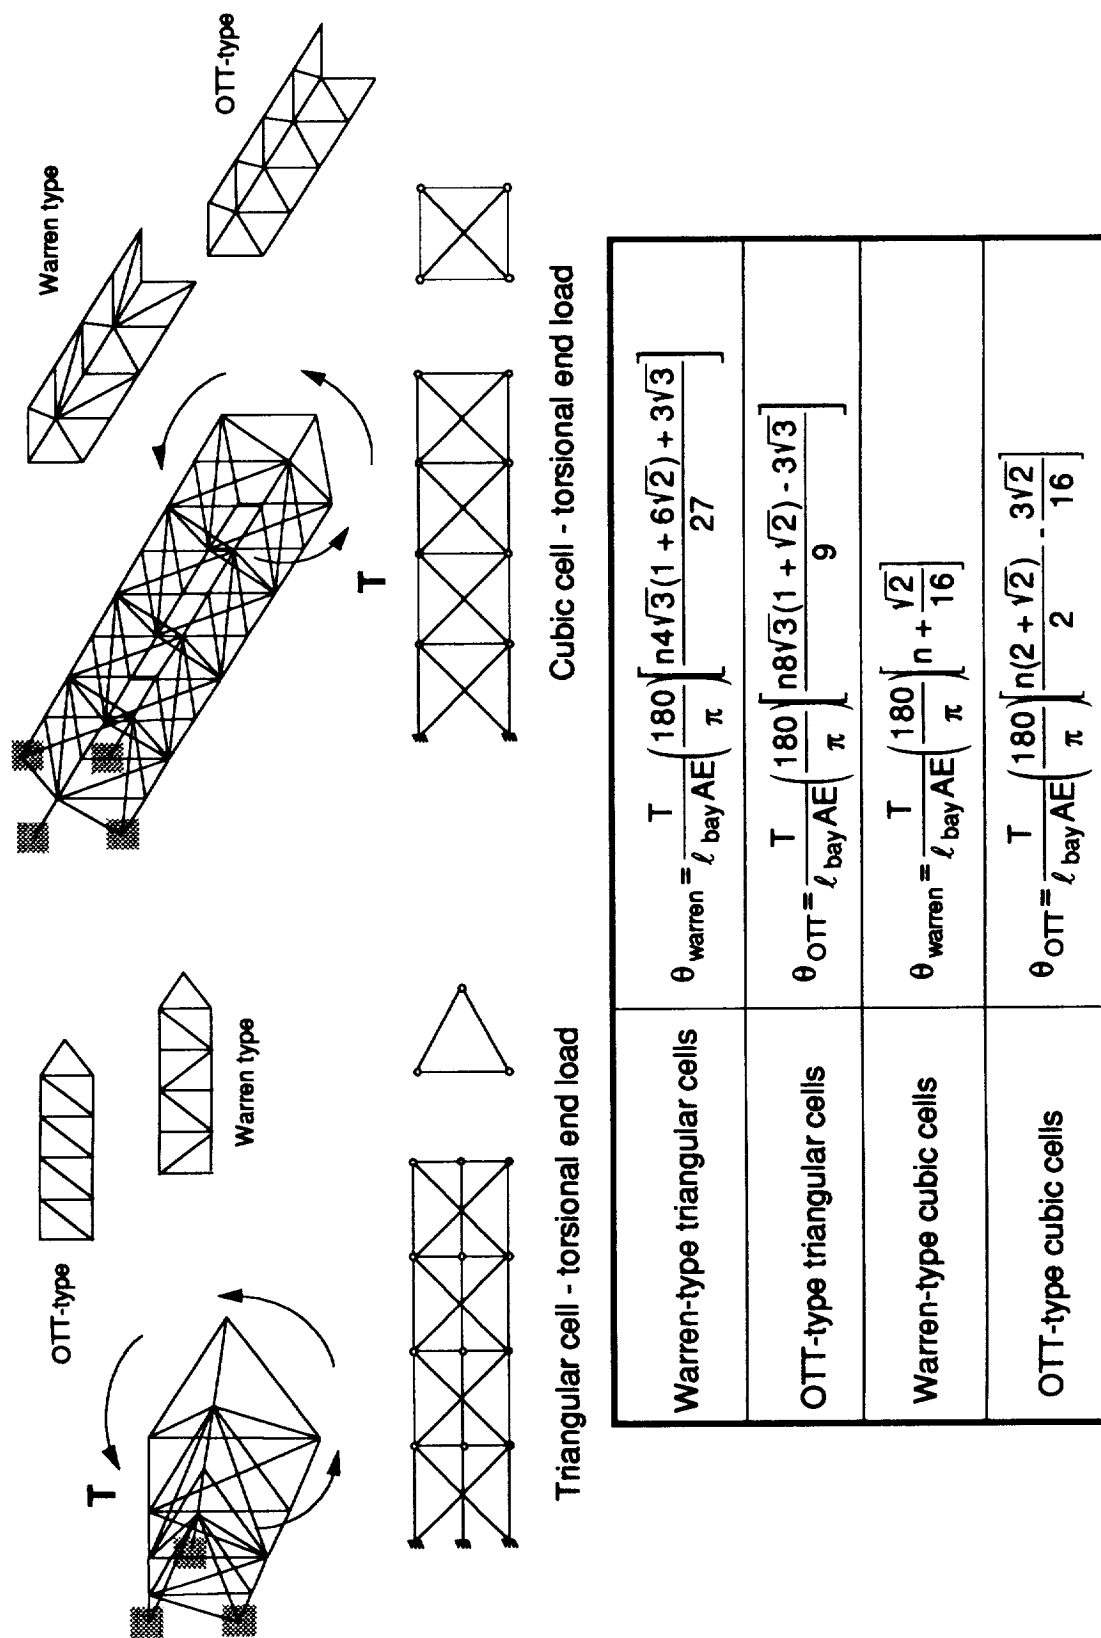 OTT-type
Warren type
T
Triangular cell - torsional end load
Warren type
OTT-type
T
Cubic cell - torsional end load
Warren-type triangular cells
θ_warren = T/(ℓ_bay AE) (180/π) [(n4√3(1 + 6√2) + 3√3)/27]
OTT-type triangular cells
θ_OTT = T/(ℓ_bay AE) (180/π) [(n8√3(1 + √2) - 3√3)/9]
Warren-type cubic cells
θ_warren = T/(ℓ_bay AE) (180/π) [n + √2/16]
OTT-type cubic cells
θ_OTT = T/(ℓ_bay AE) (180/π) [n(2 + √2)/2 - 3√2/16]